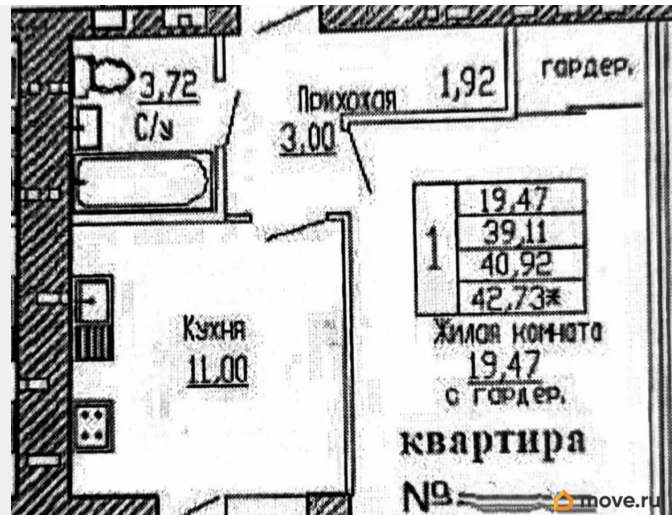 3,72
С/у
Прихожая
3,00
1,92
гардер.
1
19,47
39,11
40,92
42,73*
Кухня
11,00
Жилая комната
19,47
с гардер.
квартира
№
move.ru